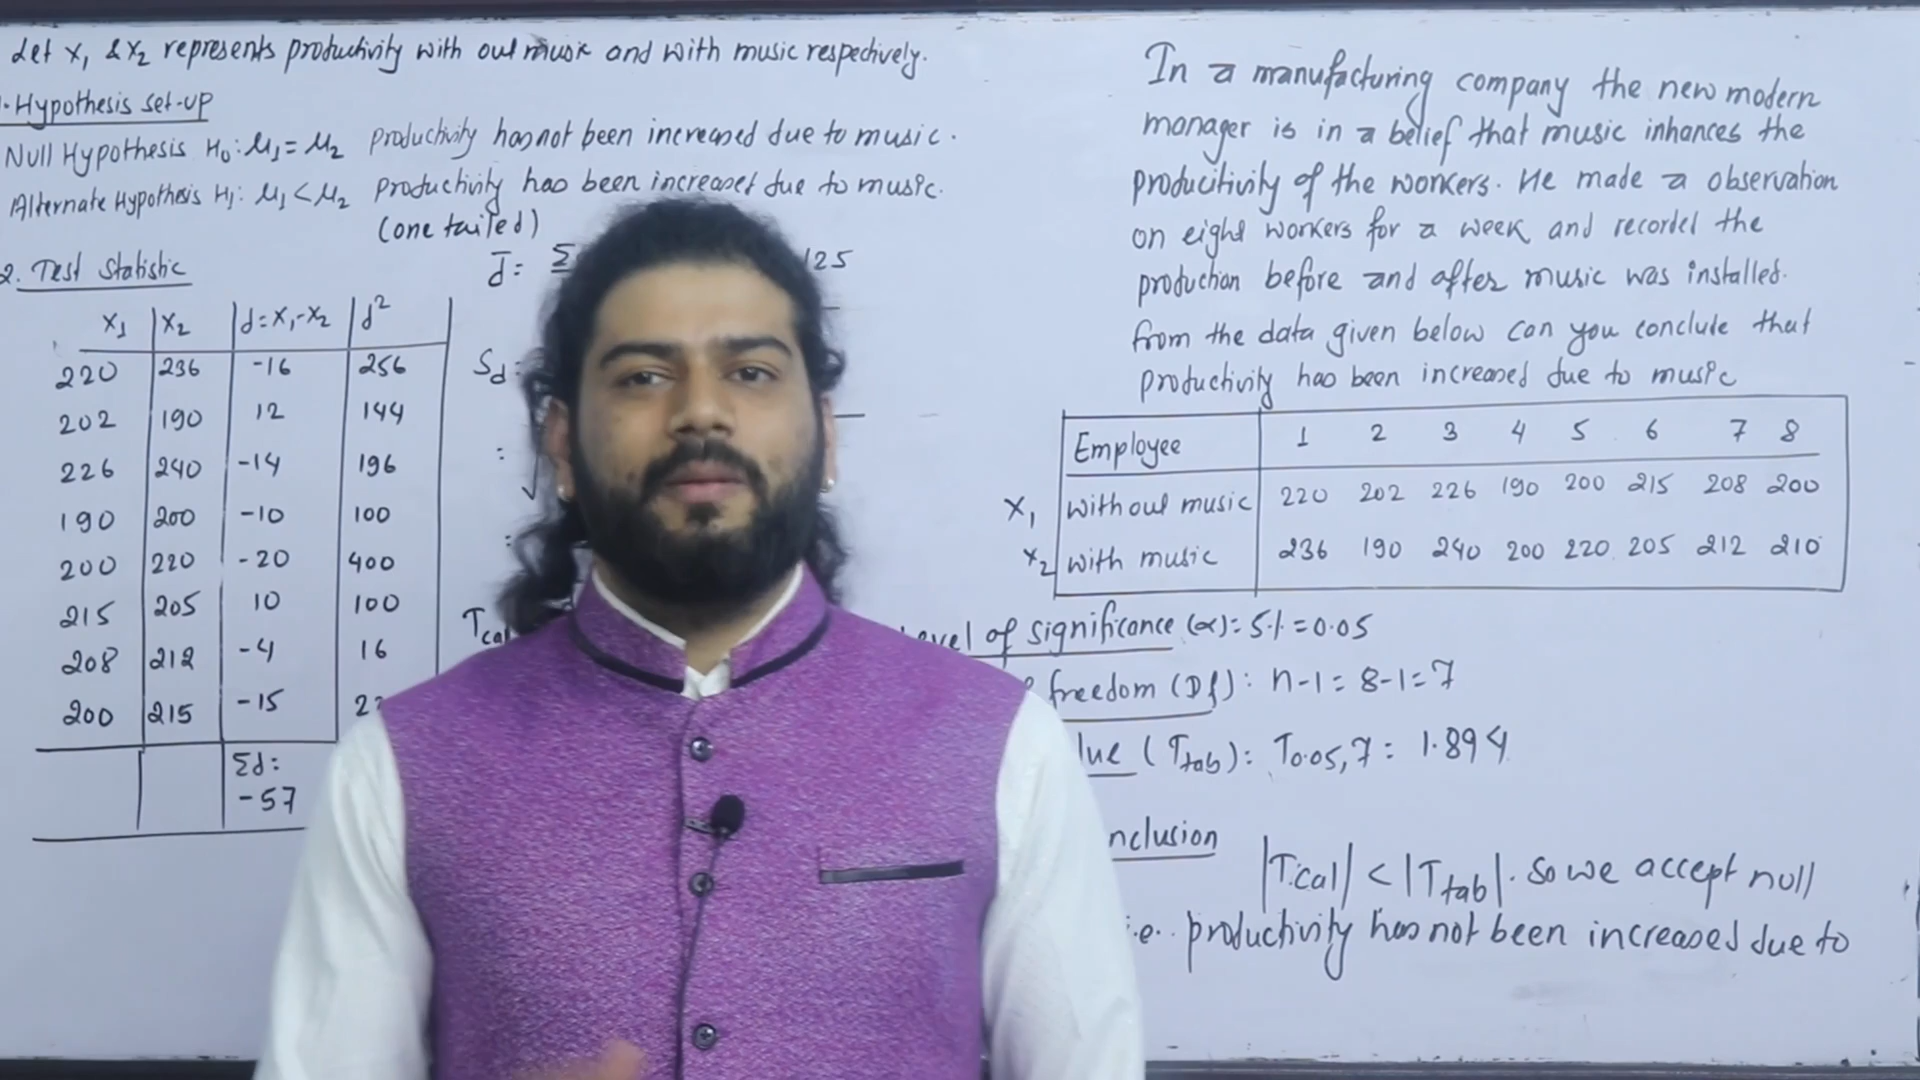 Let x₁ & x₂ represents productivity with out music and with music respectively.
1. Hypothesis set-up
Null Hypothesis H₀: μ₁ = μ₂ productivity has not been increased due to music.
Alternate Hypothesis H₁: μ₁ < μ₂ productivity has been increased due to music.
(one tailed)
2. Test Statistic
x₁ x₂ d=x₁-x₂ d²
220 236 -16 256
202 190 12 144
226 240 -14 196
190 200 -10 100
200 220 -20 400
215 205 10 100
208 212 -4 16
200 215 -15
Σd:
-57
d̄: Σ 125
Sd:
Tcal
In a manufacturing company the new modern
manager is in a belief that music inhances the
producitivity of the workers. He made a observation
on eight workers for a week and recorded the
production before and after music was installed.
from the data given below can you conclude that
productivity has been increased due to music
Employee 1 2 3 4 5 6 7 8
x₁ without music 220 202 226 190 200 215 208 200
x₂ with music 236 190 240 200 220 205 212 210
level of significance (α): 5% = 0.05
freedom (Df): n-1 = 8-1 = 7
lue (Ttab): T0.05,7 = 1.894
nclusion
|Tcal| < |Ttab|. So we accept null
i.e. productivity has not been increased due to